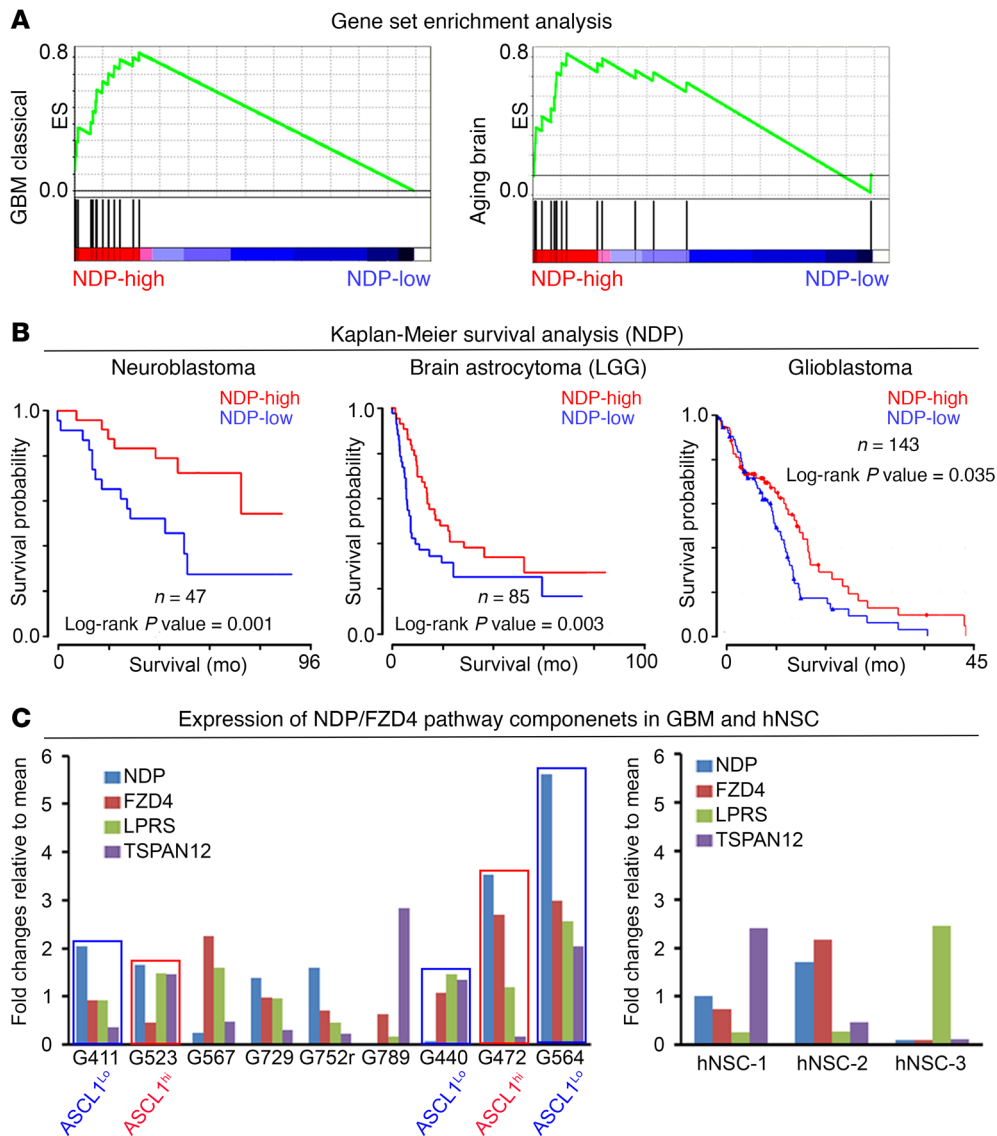 A
Gene set enrichment analysis
GBM classical
ES
0.8
0.0
NDP-high
NDP-low
Aging brain
ES
0.8
0.0
NDP-high
NDP-low
B
Kaplan-Meier survival analysis (NDP)
Neuroblastoma
NDP-high
NDP-low
Survival probability
1.0
0.0
n = 47
Log-rank P value = 0.001
0
Survival (mo)
96
Brain astrocytoma (LGG)
NDP-high
NDP-low
Survival probability
1.0
0.0
n = 85
Log-rank P value = 0.003
0
Survival (mo)
100
Glioblastoma
NDP-high
NDP-low
n = 143
Log-rank P value = 0.035
Survival probability
1.0
0.0
0
Survival (mo)
45
C
Expression of NDP/FZD4 pathway componenets in GBM and hNSC
Fold changes relative to mean
6
5
4
3
2
1
0
NDP
FZD4
LPRS
TSPAN12
G411 G523 G567 G729 G752r G789 G440 G472 G564
ASCL1Lo ASCL1hi ASCL1Lo ASCL1hi ASCL1Lo
Fold changes relative to mean
6
5
4
3
2
1
0
NDP
FZD4
LPRS
TSPAN12
hNSC-1 hNSC-2 hNSC-3